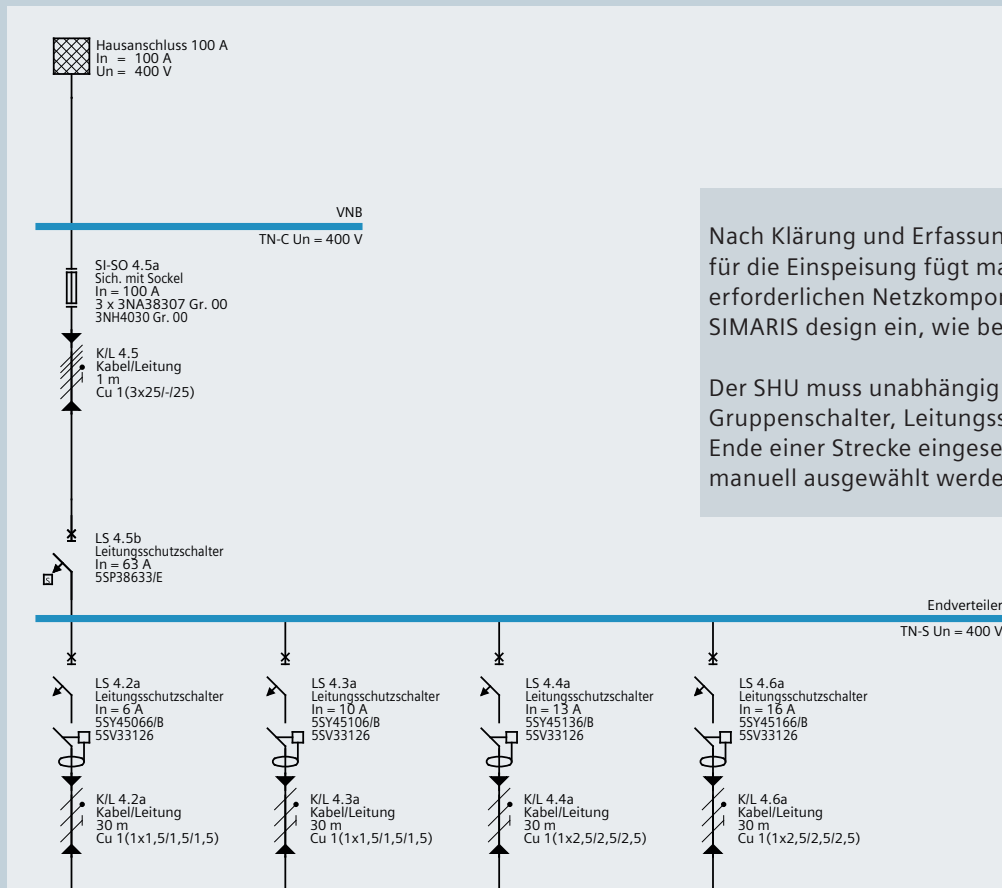 Hausanschluss 100 A
In = 100 A
Un = 400 V
VNB
TN-C Un = 400 V
SI-SO 4.5a
Sich. mit Sockel
In = 100 A
3 x 3NA38307 Gr. 00
3NH4030 Gr. 00
K/L 4.5
Kabel/Leitung
1 m
Cu 1(3x25/-/25)
Nach Klärung und Erfassun
für die Einspeisung fügt ma
erforderlichen Netzkompor
SIMARIS design ein, wie be
Der SHU muss unabhängig
Gruppenschalter, Leitungss
Ende einer Strecke eingese
manuell ausgewählt werde
LS 4.5b
Leitungsschutzschalter
In = 63 A
5SP38633/E
S
Endverteiler
TN-S Un = 400 V
LS 4.2a
Leitungsschutzschalter
In = 6 A
5SY45066/B
5SV33126
LS 4.3a
Leitungsschutzschalter
In = 10 A
5SY45106/B
5SV33126
LS 4.4a
Leitungsschutzschalter
In = 13 A
5SY45136/B
5SV33126
LS 4.6a
Leitungsschutzschalter
In = 16 A
5SY45166/B
5SV33126
K/L 4.2a
Kabel/Leitung
30 m
Cu 1(1x1,5/1,5/1,5)
K/L 4.3a
Kabel/Leitung
30 m
Cu 1(1x1,5/1,5/1,5)
K/L 4.4a
Kabel/Leitung
30 m
Cu 1(1x2,5/2,5/2,5)
K/L 4.6a
Kabel/Leitung
30 m
Cu 1(1x2,5/2,5/2,5)